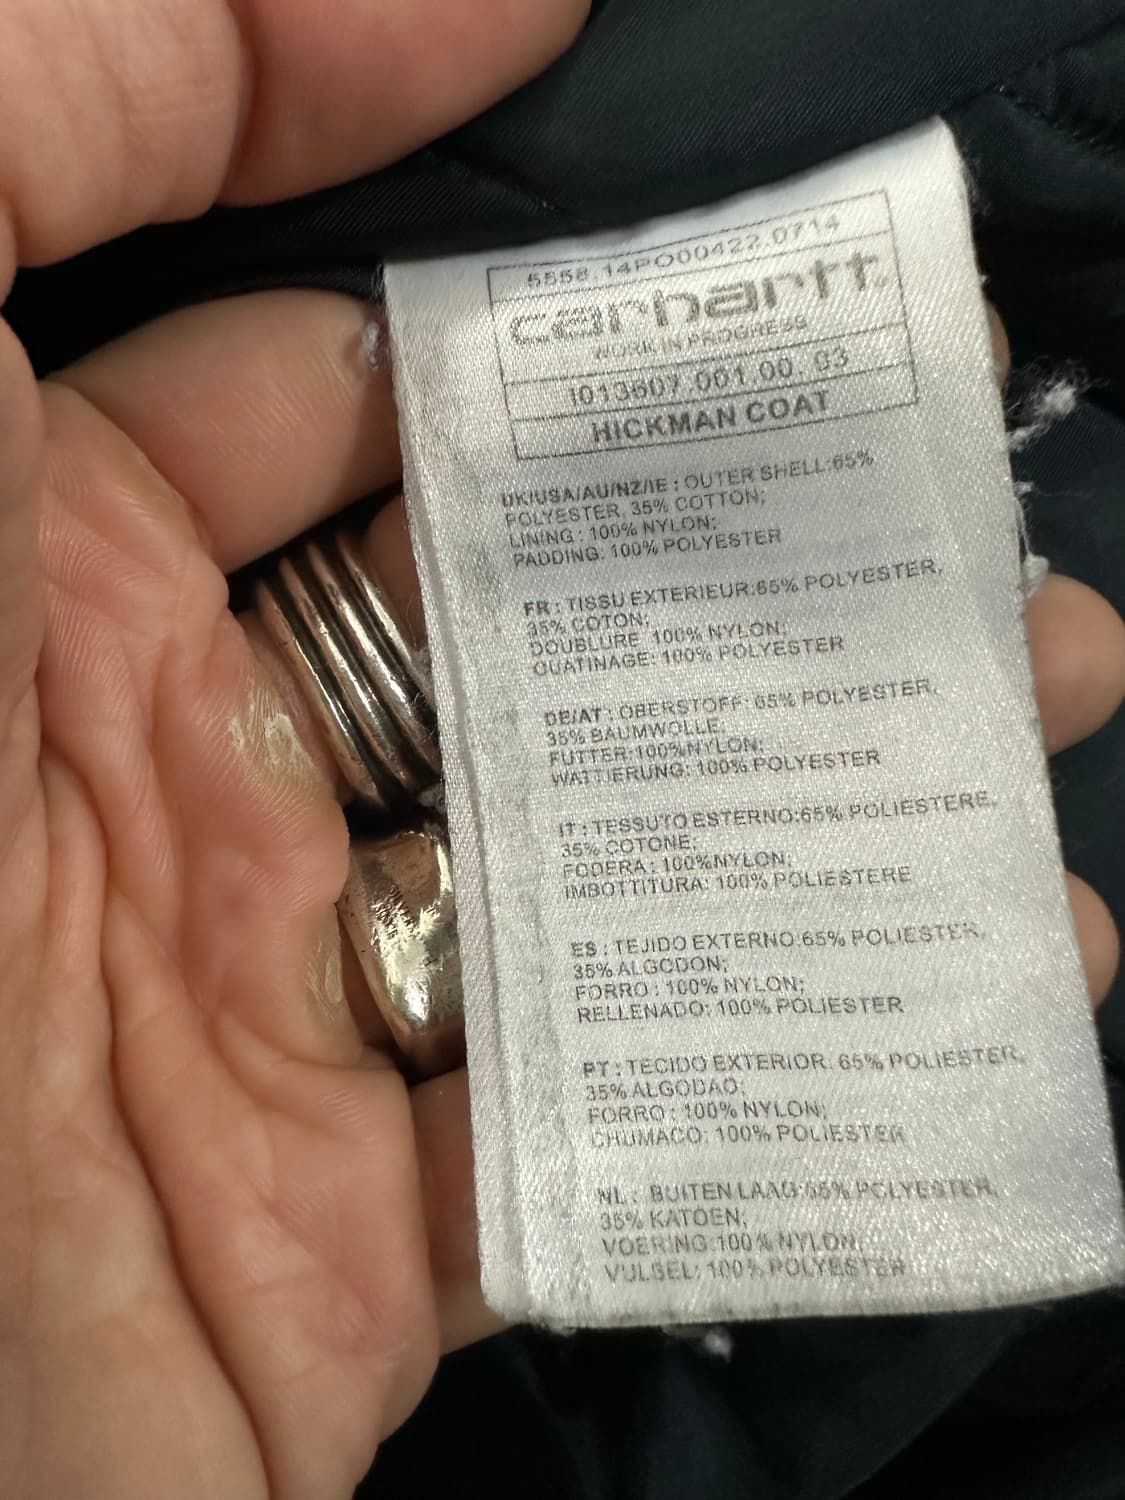 5558.14PO00422.0714
carhartt.
WORK IN PROGRESS
I013607.001.00.03
HICKMAN COAT
UK/USA/AU/NZ/IE : OUTER SHELL:65%
POLYESTER, 35% COTTON;
LINING : 100% NYLON;
PADDING: 100% POLYESTER
FR : TISSU EXTERIEUR:65% POLYESTER,
35% COTON;
DOUBLURE 100% NYLON;
OUATINAGE: 100% POLYESTER
DE/AT : OBERSTOFF: 65% POLYESTER,
35% BAUMWOLLE,
FUTTER:100%NYLON;
WATTIERUNG: 100% POLYESTER
IT : TESSUTO ESTERNO:65% POLIESTERE,
35% COTONE;
FODERA : 100%NYLON;
IMBOTTITURA: 100% POLIESTERE
ES : TEJIDO EXTERNO:65% POLIESTER,
35% ALGODON;
FORRO : 100% NYLON;
RELLENADO: 100% POLIESTER
PT : TECIDO EXTERIOR: 65% POLIESTER,
35% ALGODAO;
FORRO : 100% NYLON;
CHUMACO: 100% POLIESTER
NL : BUITEN LAAG:65% POLYESTER,
35% KATOEN;
VOERING:100% NYLON;
VULSEL: 100% POLYESTER